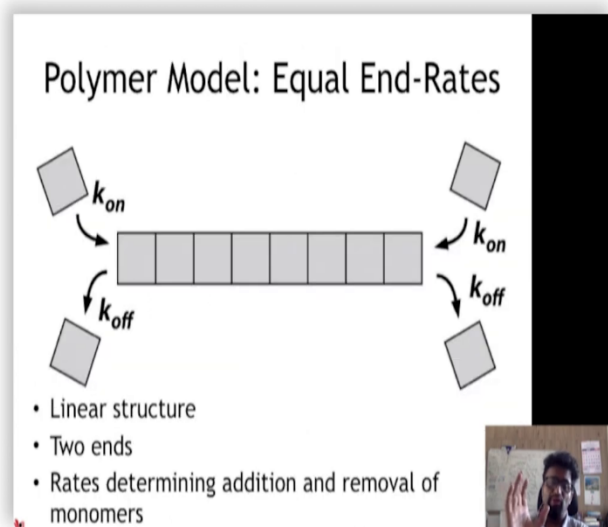 Polymer Model: Equal End-Rates
kon
kon
koff
koff
• Linear structure
• Two ends
• Rates determining addition and removal of
monomers